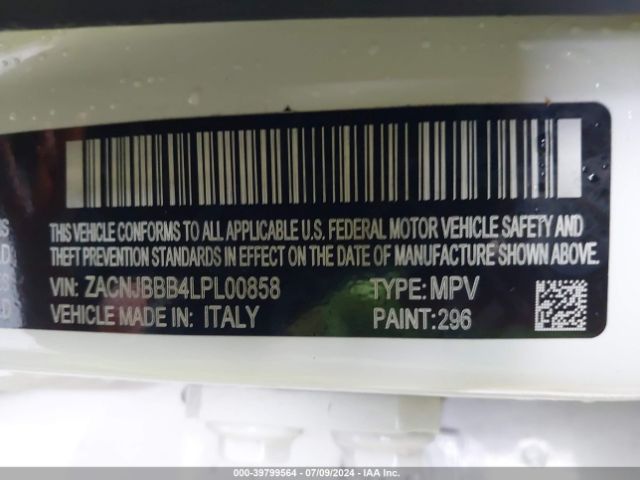 THIS VEHICLE CONFORMS TO ALL APPLICABLE U.S. FEDERAL MOTOR VEHICLE SAFETY AND
THEFT PREVENTION STANDARDS IN EFFECT ON THE DATE OF MANUFACTURE SHOWN ABOVE.
VIN: ZACNJBBB4LPL00858 TYPE: MPV
VEHICLE MADE IN: ITALY PAINT: 296
000-39799564 / 07/09/2024 / IAA, Inc.